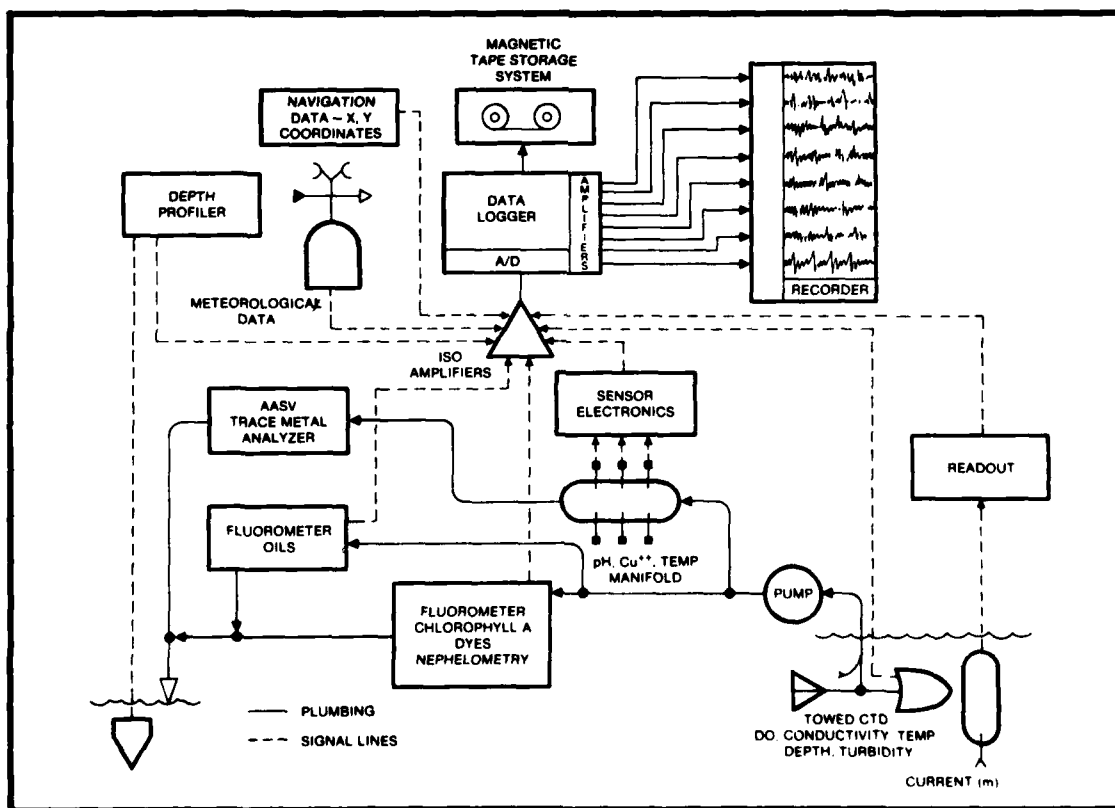 MAGNETIC
TAPE STORAGE
SYSTEM
NAVIGATION
DATA – X, Y
COORDINATES
DEPTH
PROFILER
DATA
LOGGER
AMPLIFIERS
A/D
RECORDER
METEOROLOGICAL
DATA
ISO
AMPLIFIERS
AASV
TRACE METAL
ANALYZER
SENSOR
ELECTRONICS
READOUT
FLUOROMETER
OILS
pH, Cu++, TEMP
MANIFOLD
PUMP
FLUOROMETER
CHLOROPHYLL A
DYES
NEPHELOMETRY
PLUMBING
SIGNAL LINES
TOWED CTD
DO, CONDUCTIVITY TEMP
DEPTH, TURBIDITY
CURRENT (m)